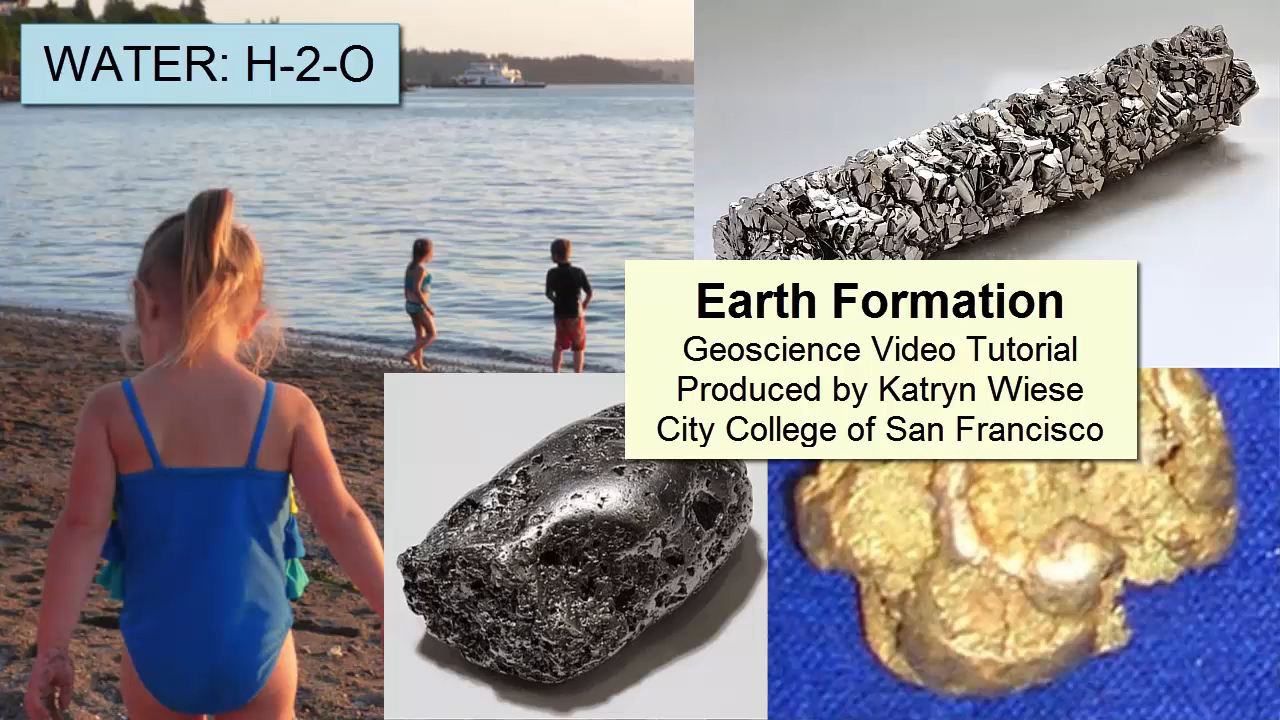 WATER: H-2-O
Earth Formation
Geoscience Video Tutorial
Produced by Katryn Wiese
City College of San Francisco